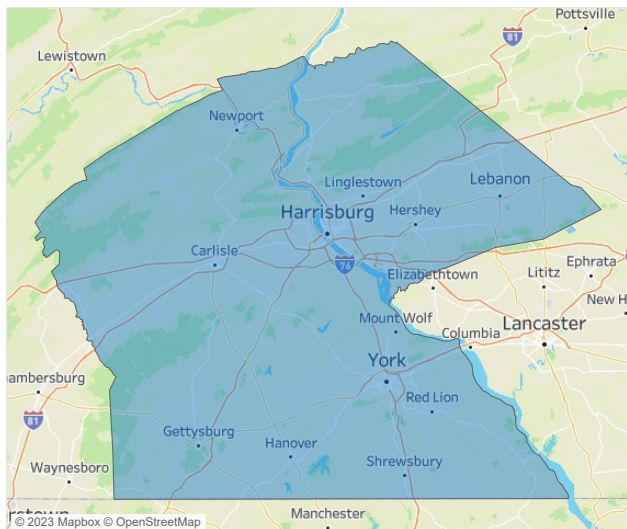 Pottsville
81
Lewistown
Newport
Linglestown
Lebanon
Harrisburg
Hershey
Carlisle
76
Ephrata
Elizabethtown
Lititz
New H
Mount Wolf
Lancaster
Columbia
York
ambersburg
Red Lion
81
Gettysburg
Hanover
Shrewsbury
Waynesboro
erstown
Manchester
© 2023 Mapbox © OpenStreetMap